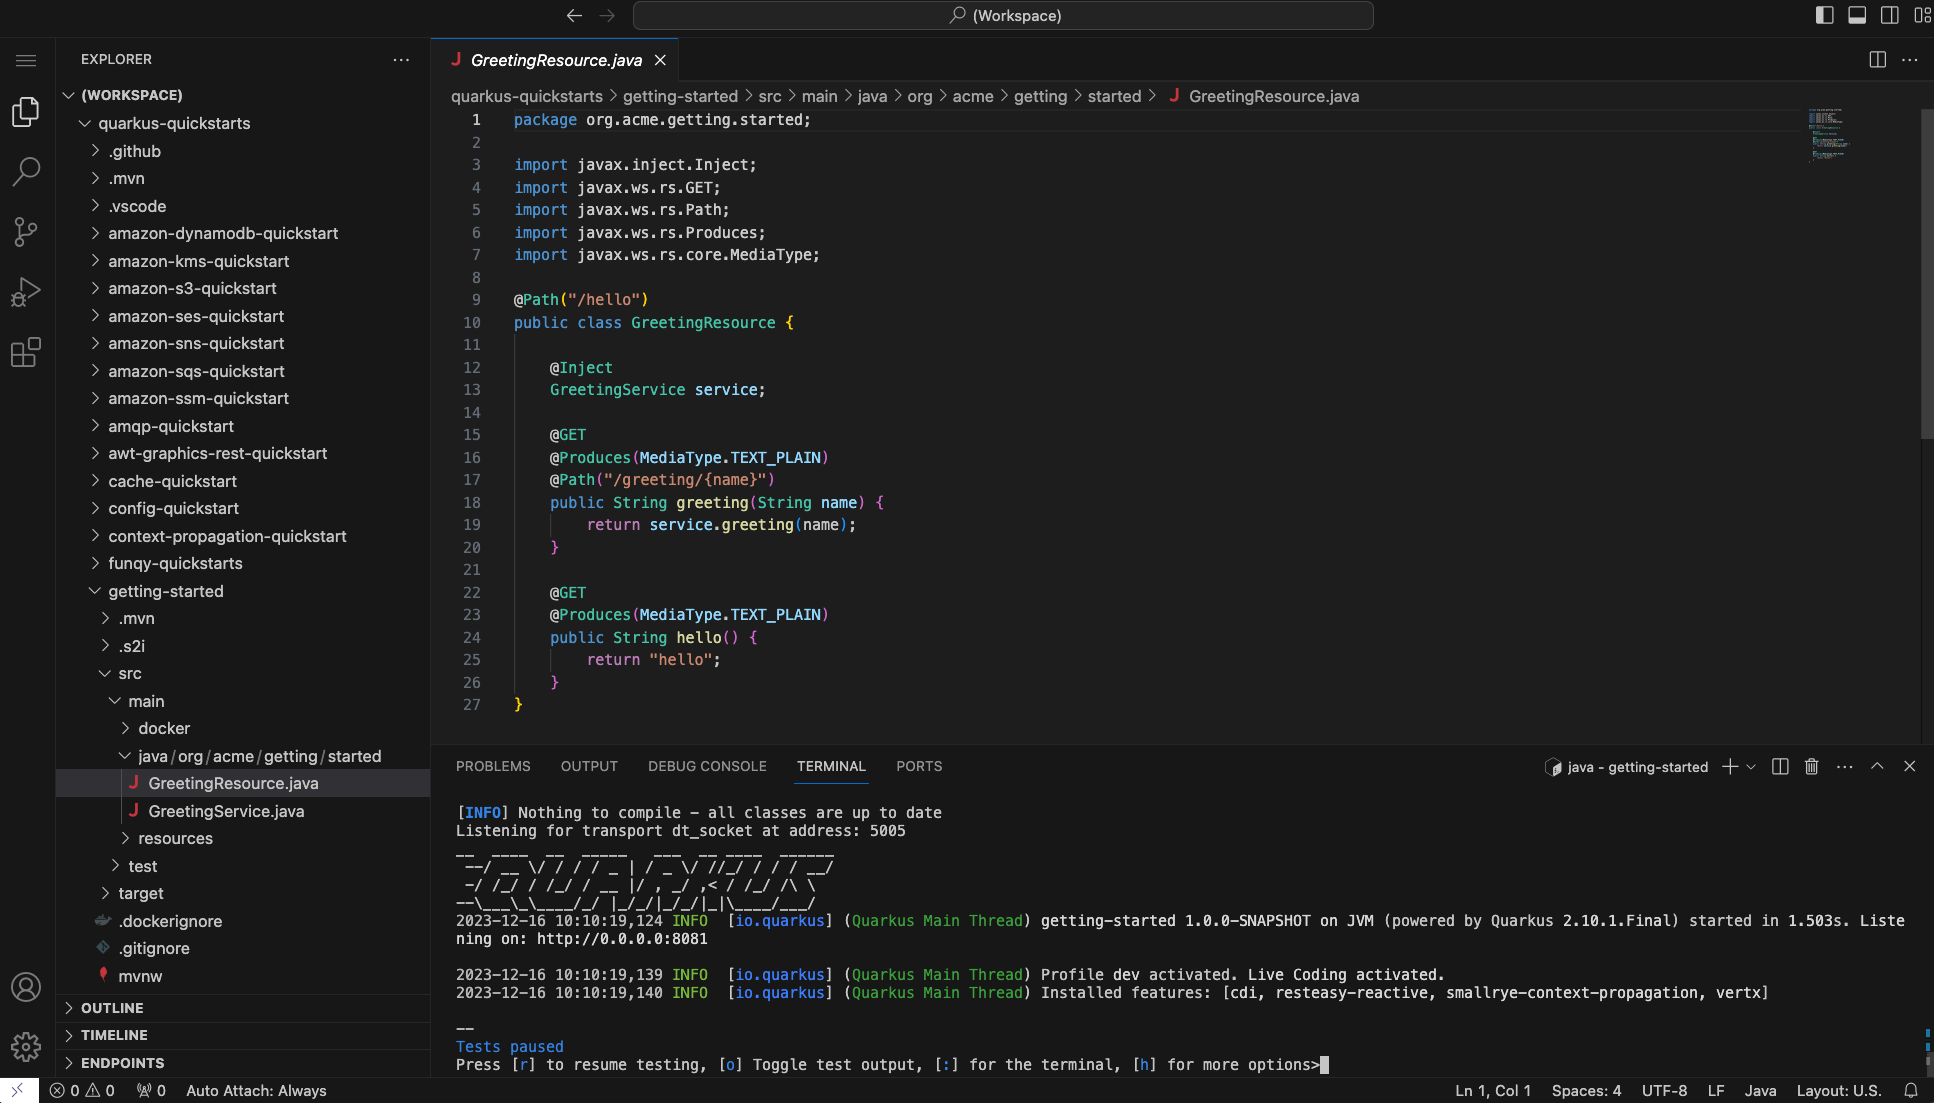 (Workspace)
EXPLORER
(WORKSPACE)
quarkus-quickstarts
.github
.mvn
.vscode
amazon-dynamodb-quickstart
amazon-kms-quickstart
amazon-s3-quickstart
amazon-ses-quickstart
amazon-sns-quickstart
amazon-sqs-quickstart
amazon-ssm-quickstart
amqp-quickstart
awt-graphics-rest-quickstart
cache-quickstart
config-quickstart
context-propagation-quickstart
funqy-quickstarts
getting-started
.mvn
.s2i
src
main
docker
java/org/acme/getting/started
J GreetingResource.java
J GreetingService.java
resources
test
target
.dockerignore
.gitignore
mvnw
OUTLINE
TIMELINE
ENDPOINTS
J GreetingResource.java
quarkus-quickstarts > getting-started > src > main > java > org > acme > getting > started > J GreetingResource.java
1 package org.acme.getting.started;
2
3 import javax.inject.Inject;
4 import javax.ws.rs.GET;
5 import javax.ws.rs.Path;
6 import javax.ws.rs.Produces;
7 import javax.ws.rs.core.MediaType;
8
9 @Path("/hello")
10 public class GreetingResource {
11
12 @Inject
13 GreetingService service;
14
15 @GET
16 @Produces(MediaType.TEXT_PLAIN)
17 @Path("/greeting/{name}")
18 public String greeting(String name) {
19 return service.greeting(name);
20 }
21
22 @GET
23 @Produces(MediaType.TEXT_PLAIN)
24 public String hello() {
25 return "hello";
26 }
27 }
PROBLEMS OUTPUT DEBUG CONSOLE TERMINAL PORTS
java - getting-started
[INFO] Nothing to compile - all classes are up to date
Listening for transport dt_socket at address: 5005
__  ____  __  _____   ___  __ ____  ______
 --/ __ \/ / / / _ | / _ \/ //_/ / / / __/
 -/ /_/ / /_/ / __ |/ , _/ ,< / /_/ /\ \
--\___\_\____/_/ |_/_/|_/_/|_|\____/___/
2023-12-16 10:10:19,124 INFO  [io.quarkus] (Quarkus Main Thread) getting-started 1.0.0-SNAPSHOT on JVM (powered by Quarkus 2.10.1.Final) started in 1.503s. Liste
ning on: http://0.0.0.0:8081
2023-12-16 10:10:19,139 INFO  [io.quarkus] (Quarkus Main Thread) Profile dev activated. Live Coding activated.
2023-12-16 10:10:19,140 INFO  [io.quarkus] (Quarkus Main Thread) Installed features: [cdi, resteasy-reactive, smallrye-context-propagation, vertx]
--
Tests paused
Press [r] to resume testing, [o] Toggle test output, [:] for the terminal, [h] for more options>
0 0 0 Auto Attach: Always
Ln 1, Col 1 Spaces: 4 UTF-8 LF Java Layout: U.S.